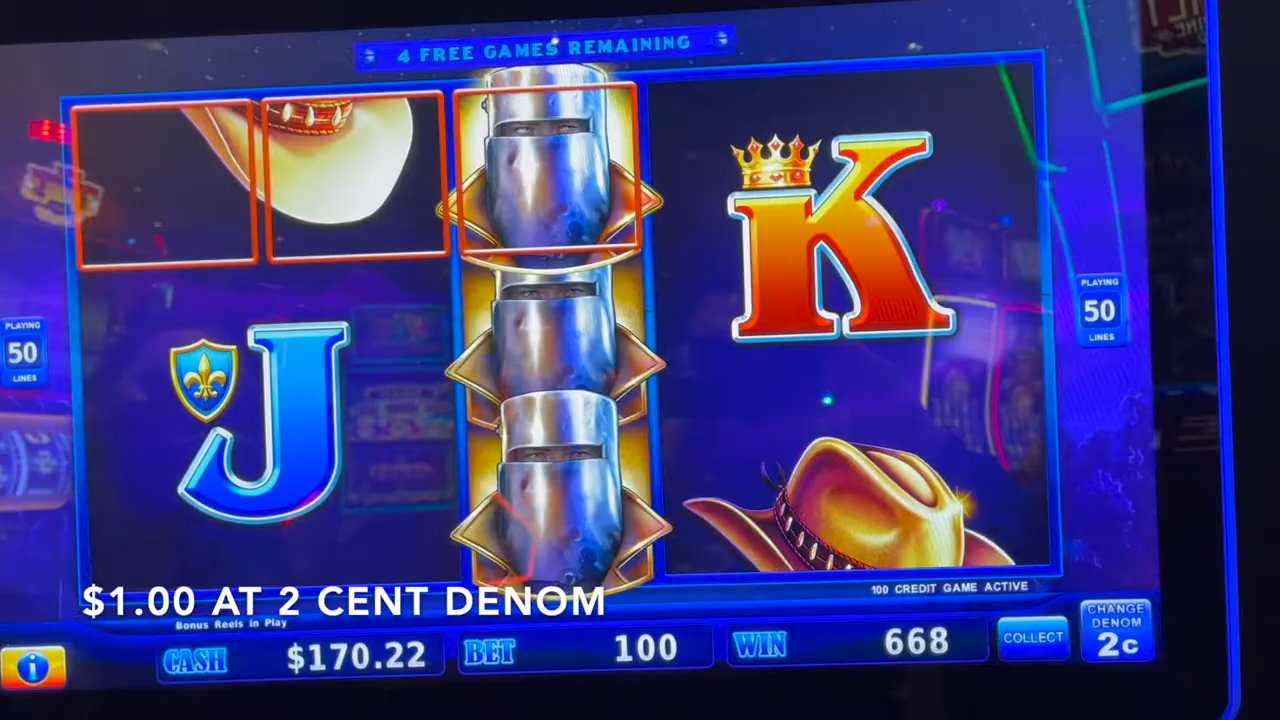 4 FREE GAMES REMAINING
PLAYING
50
LINES
PLAYING
50
LINES
K
J
100 CREDIT GAME ACTIVE
$1.00 AT 2 CENT DENOM
Bonus Reels in Play
CASH $170.22 BET 100 WIN 668 COLLECT
CHANGE
DENOM
2c
i